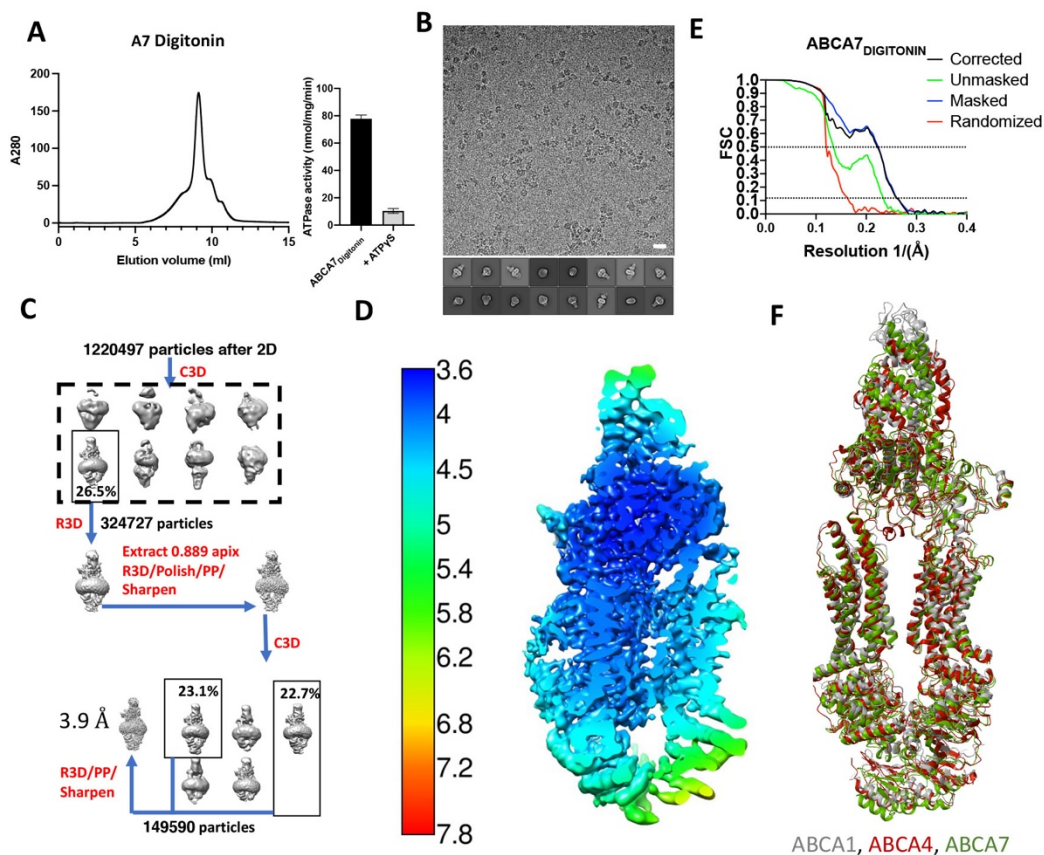 A
A7 Digitonin
A280
200
150
100
50
0
0
5
10
15
Elution volume (ml)
ATPase activity (nmol/mg/min)
100
80
60
40
20
0
ABCA7Digitonin
+ ATPγS
B
E
ABCA7DIGITONIN
Corrected
Unmasked
Masked
Randomized
FSC
1.0
0.9
0.8
0.7
0.6
0.5
0.4
0.3
0.2
0.1
0.0
0.0
0.1
0.2
0.3
0.4
Resolution 1/(Å)
C
1220497 particles after 2D
C3D
26.5%
R3D
324727 particles
Extract 0.889 apix
R3D/Polish/PP/
Sharpen
C3D
23.1%
22.7%
3.9 Å
R3D/PP/
Sharpen
149590 particles
D
3.6
4
4.5
5
5.4
5.8
6.2
6.8
7.2
7.8
F
ABCA1, ABCA4, ABCA7